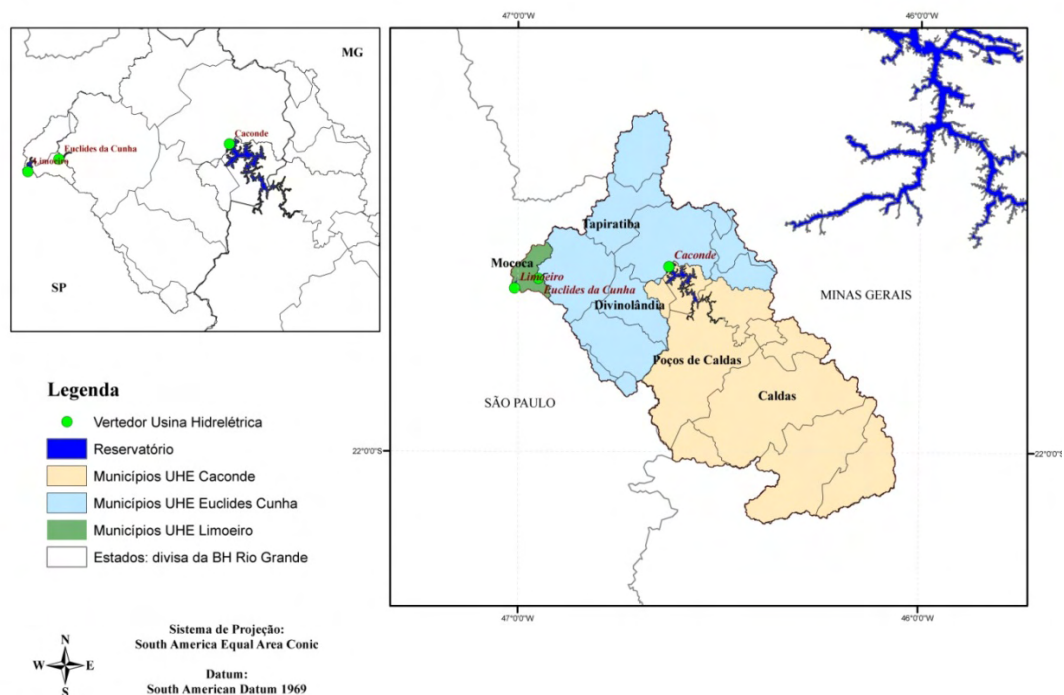 47°0'0"W
46°0'0"W
MG
Caconde
Euclides da Cunha
Limoeiro
SP
Tapiratiba
Caconde
Mococa
Limoeiro
Euclides da Cunha
MINAS GERAIS
Divinolândia
Poços de Caldas
Caldas
SÃO PAULO
22°0'0"S
22°0'0"S
47°0'0"W
46°0'0"W
Legenda
Vertedor Usina Hidrelétrica
Reservatório
Municípios UHE Caconde
Municípios UHE Euclides Cunha
Municípios UHE Limoeiro
Estados: divisa da BH Rio Grande
N
W
E
S
Sistema de Projeção:
South America Equal Area Conic
Datum:
South American Datum 1969